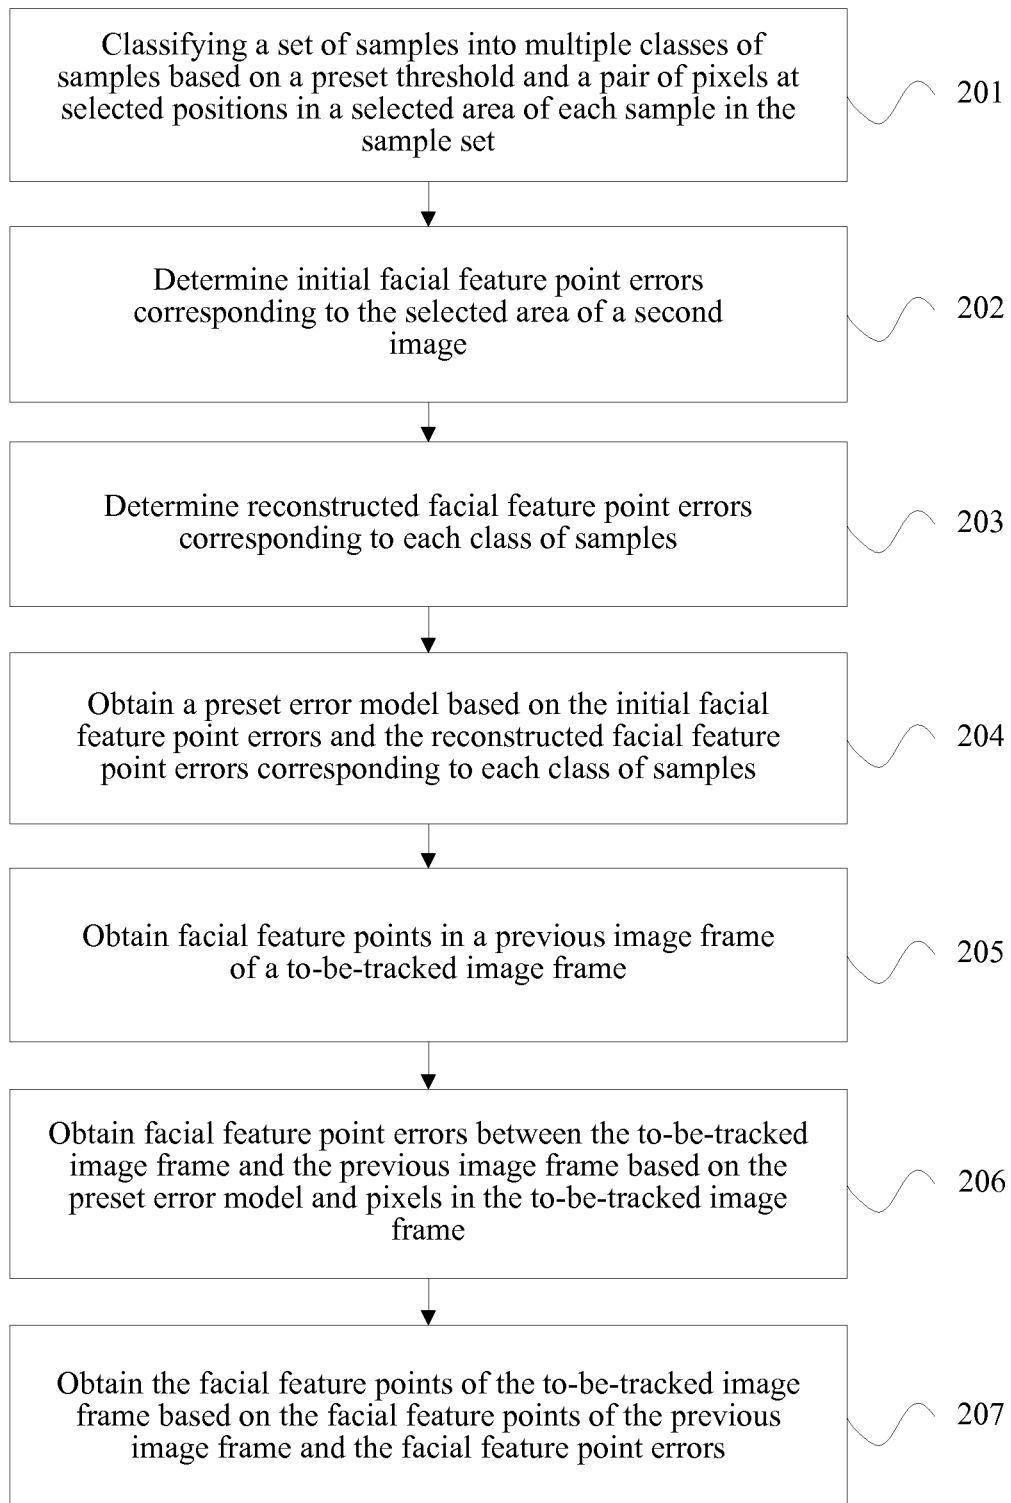 Classifying a set of samples into multiple classes of
samples based on a preset threshold and a pair of pixels at
selected positions in a selected area of each sample in the
sample set
201
Determine initial facial feature point errors
corresponding to the selected area of a second
image
202
Determine reconstructed facial feature point errors
corresponding to each class of samples
203
Obtain a preset error model based on the initial facial
feature point errors and the reconstructed facial feature
point errors corresponding to each class of samples
204
Obtain facial feature points in a previous image frame
of a to-be-tracked image frame
205
Obtain facial feature point errors between the to-be-tracked
image frame and the previous image frame based on the
preset error model and pixels in the to-be-tracked image
frame
206
Obtain the facial feature points of the to-be-tracked image
frame based on the facial feature points of the previous
image frame and the facial feature point errors
207